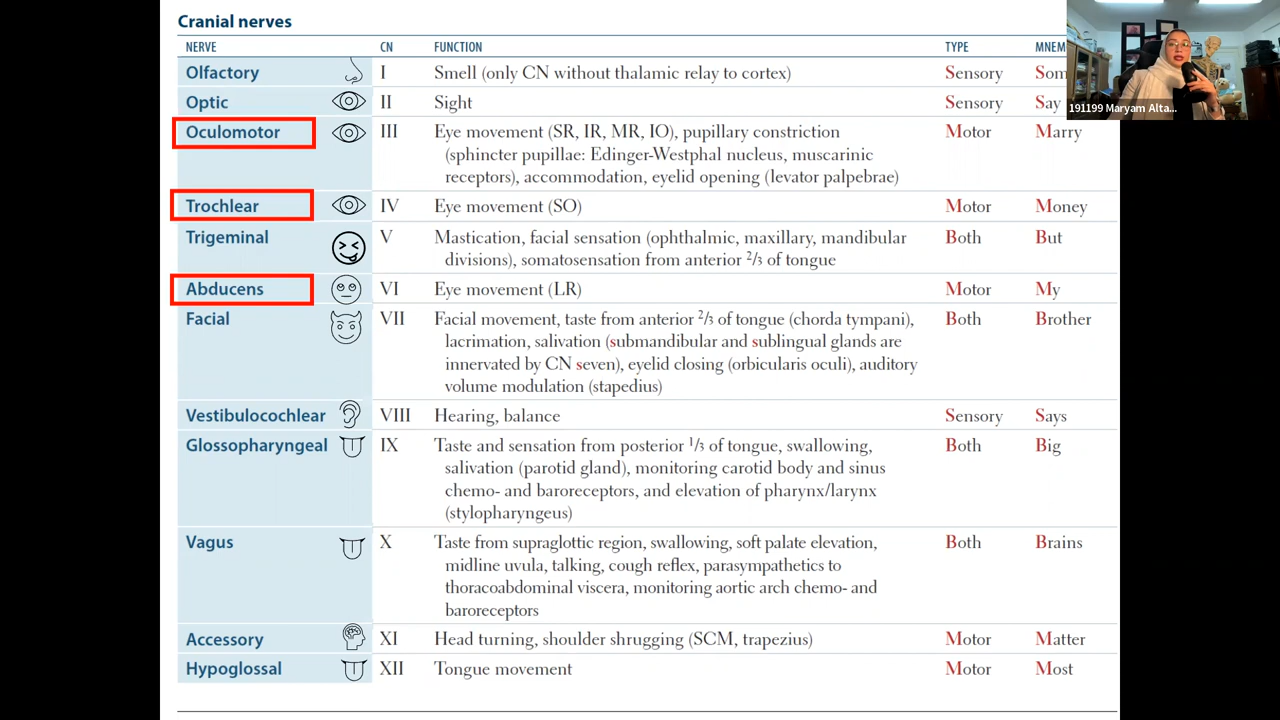 Cranial nerves
NERVE CN FUNCTION TYPE MNEM
Olfactory I Smell (only CN without thalamic relay to cortex) Sensory Som
Optic II Sight Sensory Say
Oculomotor III Eye movement (SR, IR, MR, IO), pupillary constriction Motor Marry
(sphincter pupillae: Edinger-Westphal nucleus, muscarinic
receptors), accommodation, eyelid opening (levator palpebrae)
Trochlear IV Eye movement (SO) Motor Money
Trigeminal V Mastication, facial sensation (ophthalmic, maxillary, mandibular Both But
divisions), somatosensation from anterior 2/3 of tongue
Abducens VI Eye movement (LR) Motor My
Facial VII Facial movement, taste from anterior 2/3 of tongue (chorda tympani), Both Brother
lacrimation, salivation (submandibular and sublingual glands are
innervated by CN seven), eyelid closing (orbicularis oculi), auditory
volume modulation (stapedius)
Vestibulocochlear VIII Hearing, balance Sensory Says
Glossopharyngeal IX Taste and sensation from posterior 1/3 of tongue, swallowing, Both Big
salivation (parotid gland), monitoring carotid body and sinus
chemo- and baroreceptors, and elevation of pharynx/larynx
(stylopharyngeus)
Vagus X Taste from supraglottic region, swallowing, soft palate elevation, Both Brains
midline uvula, talking, cough reflex, parasympathetics to
thoracoabdominal viscera, monitoring aortic arch chemo- and
baroreceptors
Accessory XI Head turning, shoulder shrugging (SCM, trapezius) Motor Matter
Hypoglossal XII Tongue movement Motor Most
191199 Maryam Alta...